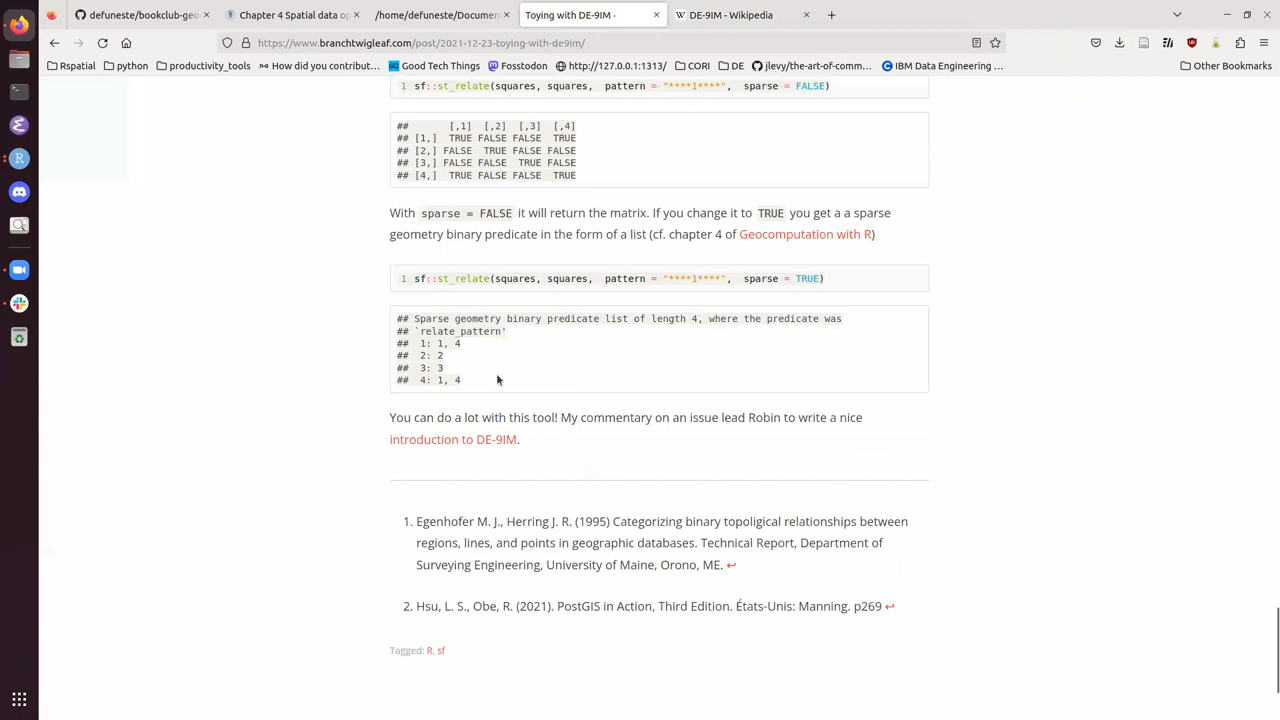 defuneste/bookclub-geo
Chapter 4 Spatial data op
/home/defuneste/Documen
Toying with DE-9IM ·
DE-9IM - Wikipedia
https://www.branchtwigleaf.com/post/2021-12-23-toying-with-de9im/
Rspatial
python
productivity_tools
How did you contribut...
Good Tech Things
Fosstodon
http://127.0.0.1:1313/
CORI
DE
jlevy/the-art-of-comm...
IBM Data Engineering ...
Other Bookmarks
1 sf::st_relate(squares, squares, pattern = "****1****", sparse = FALSE)
## [,1] [,2] [,3] [,4]
## [1,] TRUE FALSE FALSE TRUE
## [2,] FALSE TRUE FALSE FALSE
## [3,] FALSE FALSE TRUE FALSE
## [4,] TRUE FALSE FALSE TRUE
With sparse = FALSE it will return the matrix. If you change it to TRUE you get a a sparse
geometry binary predicate in the form of a list (cf. chapter 4 of Geocomputation with R)
1 sf::st_relate(squares, squares, pattern = "****1****", sparse = TRUE)
## Sparse geometry binary predicate list of length 4, where the predicate was
## `relate_pattern'
## 1: 1, 4
## 2: 2
## 3: 3
## 4: 1, 4
You can do a lot with this tool! My commentary on an issue lead Robin to write a nice
introduction to DE-9IM.
1. Egenhofer M. J., Herring J. R. (1995) Categorizing binary topoligical relationships between
regions, lines, and points in geographic databases. Technical Report, Department of
Surveying Engineering, University of Maine, Orono, ME. ↩
2. Hsu, L. S., Obe, R. (2021). PostGIS in Action, Third Edition. États-Unis: Manning. p269 ↩
Tagged: R, sf